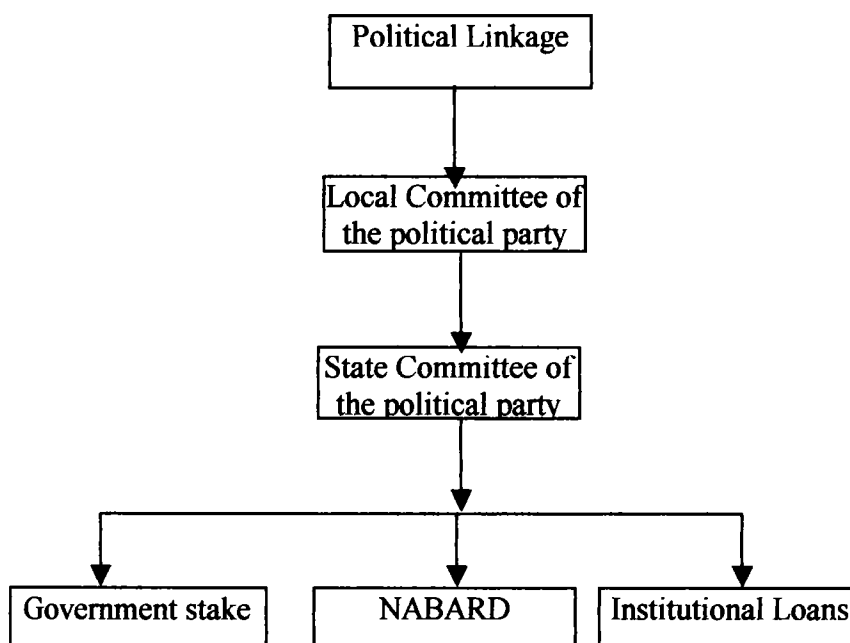 Political Linkage
Local Committee of
the political party
State Committee of
the political party
Government stake
NABARD
Institutional Loans